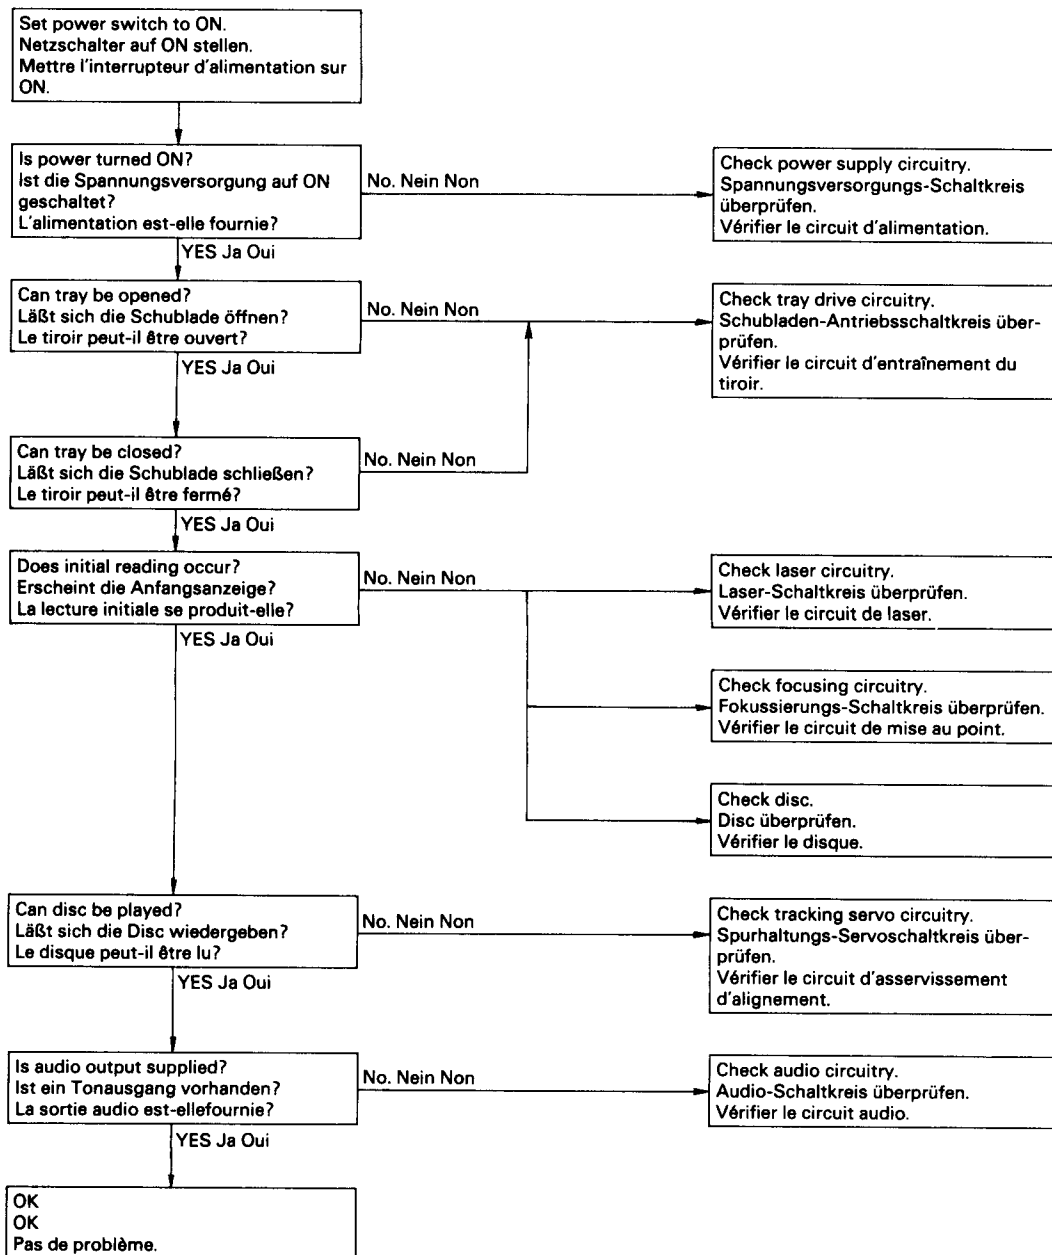 Set power switch to ON.
Netzschalter auf ON stellen.
Mettre l'interrupteur d'alimentation sur
ON.
Is power turned ON?
Ist die Spannungsversorgung auf ON
geschaltet?
L'alimentation est-elle fournie?
No. Nein Non
Check power supply circuitry.
Spannungsversorgungs-Schaltkreis
überprüfen.
Vérifier le circuit d'alimentation.
YES Ja Oui
Can tray be opened?
Läßt sich die Schublade öffnen?
Le tiroir peut-il être ouvert?
No. Nein Non
Check tray drive circuitry.
Schubladen-Antriebsschaltkreis über-
prüfen.
Vérifier le circuit d'entraînement du
tiroir.
YES Ja Oui
Can tray be closed?
Läßt sich die Schublade schließen?
Le tiroir peut-il être fermé?
No. Nein Non
YES Ja Oui
Does initial reading occur?
Erscheint die Anfangsanzeige?
La lecture initiale se produit-elle?
No. Nein Non
Check laser circuitry.
Laser-Schaltkreis überprüfen.
Vérifier le circuit de laser.
YES Ja Oui
Check focusing circuitry.
Fokussierungs-Schaltkreis überprüfen.
Vérifier le circuit de mise au point.
Check disc.
Disc überprüfen.
Vérifier le disque.
Can disc be played?
Läßt sich die Disc wiedergeben?
Le disque peut-il être lu?
No. Nein Non
Check tracking servo circuitry.
Spurhaltungs-Servoschaltkreis über-
prüfen.
Vérifier le circuit d'asservissement
d'alignement.
YES Ja Oui
Is audio output supplied?
Ist ein Tonausgang vorhanden?
La sortie audio est-ellefournie?
No. Nein Non
Check audio circuitry.
Audio-Schaltkreis überprüfen.
Vérifier le circuit audio.
YES Ja Oui
OK
OK
Pas de problème.